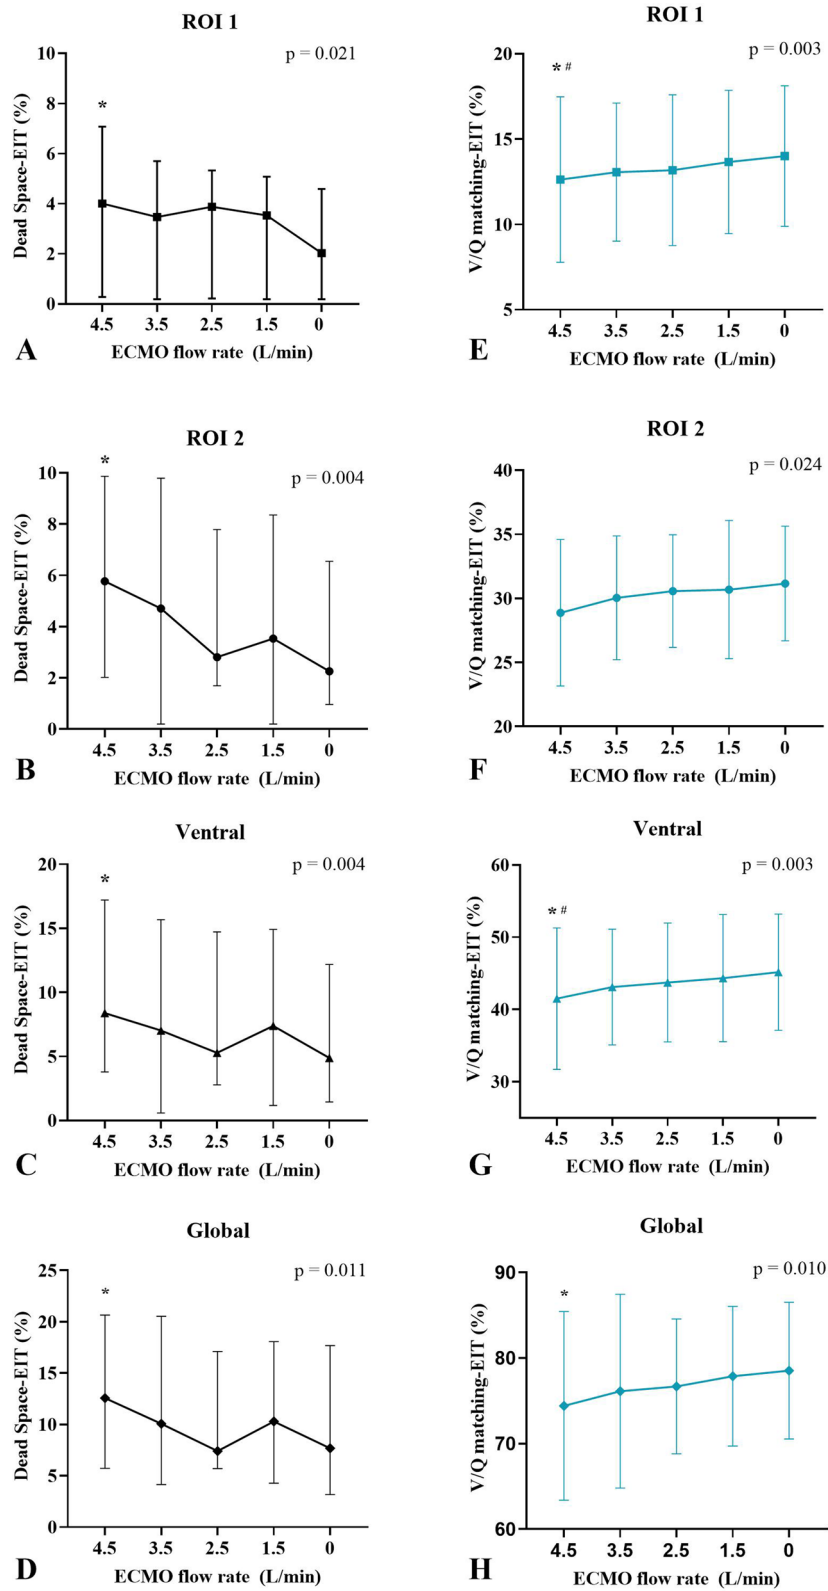 ROI 1
p = 0.021
*
Dead Space-EIT (%)
10
8
6
4
2
0
4.5 3.5 2.5 1.5 0
ECMO flow rate (L/min)
A
ROI 1
p = 0.003
* #
V/Q matching-EIT (%)
20
15
10
5
4.5 3.5 2.5 1.5 0
ECMO flow rate (L/min)
E
ROI 2
p = 0.004
*
Dead Space-EIT (%)
10
8
6
4
2
0
4.5 3.5 2.5 1.5 0
ECMO flow rate (L/min)
B
ROI 2
p = 0.024
V/Q matching-EIT (%)
40
35
30
25
20
4.5 3.5 2.5 1.5 0
ECMO flow rate (L/min)
F
Ventral
p = 0.004
*
Dead Space-EIT (%)
20
15
10
5
0
4.5 3.5 2.5 1.5 0
ECMO flow rate (L/min)
C
Ventral
p = 0.003
* #
V/Q matching-EIT (%)
60
50
40
30
4.5 3.5 2.5 1.5 0
ECMO flow rate (L/min)
G
Global
p = 0.011
*
Dead Space-EIT (%)
25
20
15
10
5
0
4.5 3.5 2.5 1.5 0
ECMO flow rate (L/min)
D
Global
p = 0.010
*
V/Q matching-EIT (%)
90
80
70
60
4.5 3.5 2.5 1.5 0
ECMO flow rate (L/min)
H